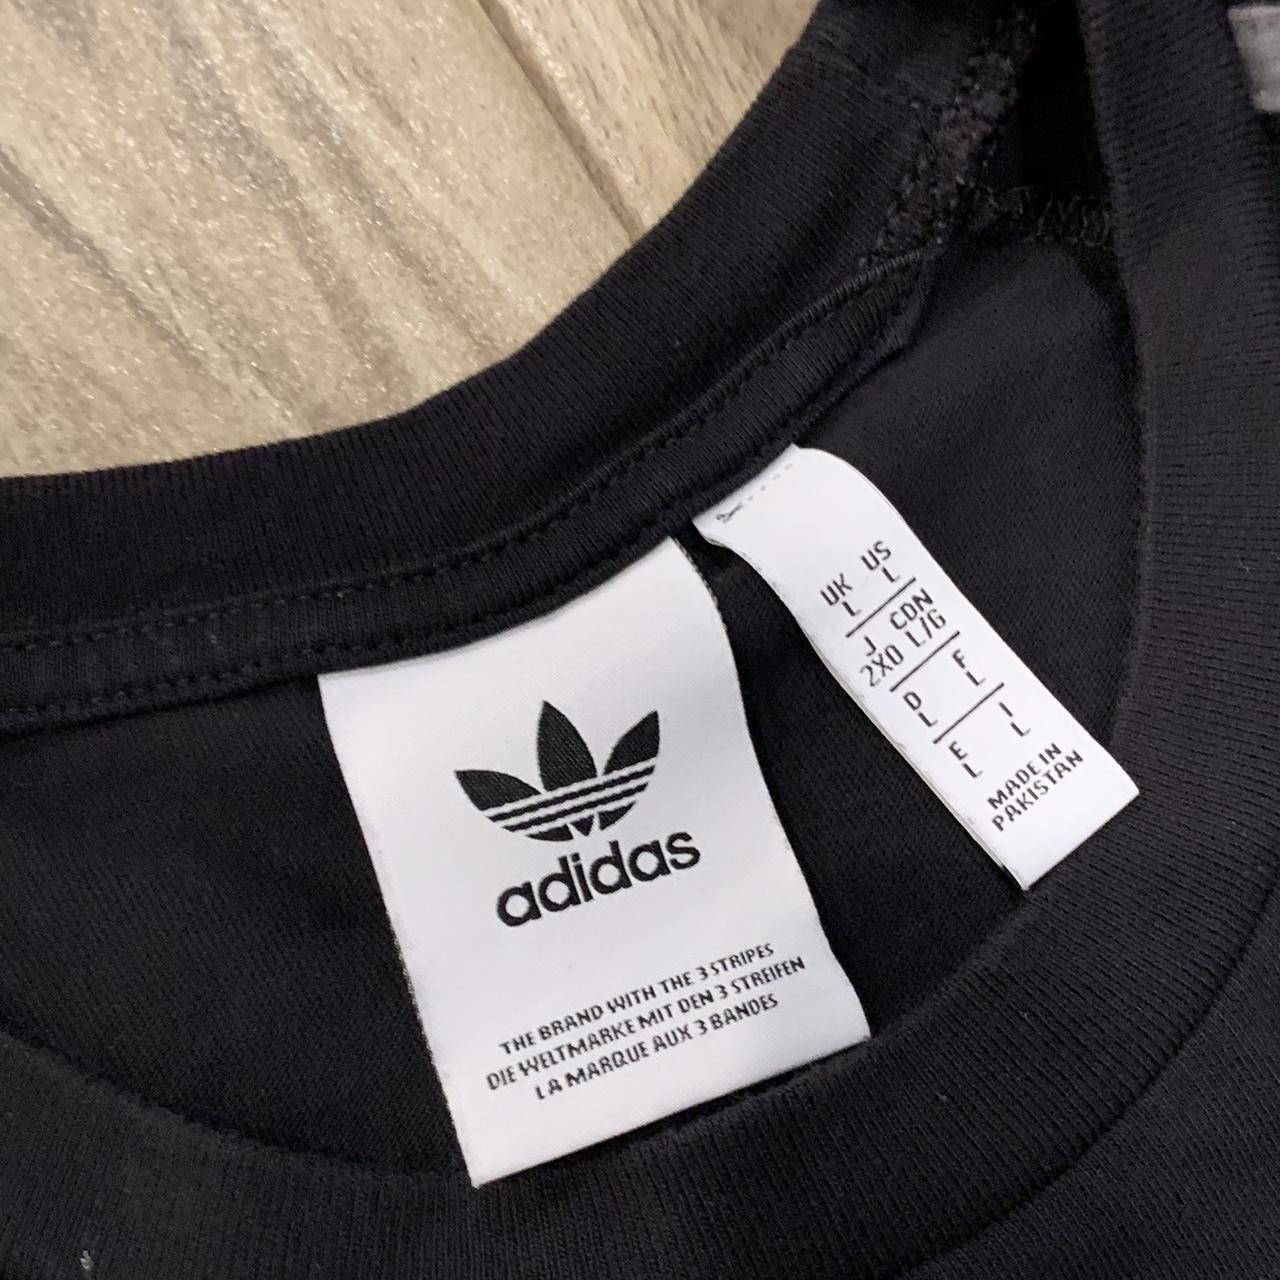 adidas
THE BRAND WITH THE 3 STRIPES
DIE WELTMARKE MIT DEN 3 STREIFEN
LA MARQUE AUX 3 BANDES
UK US
L L
J CDN
2XO L/G
D F
L L
E I
L L
MADE IN
PAKISTAN